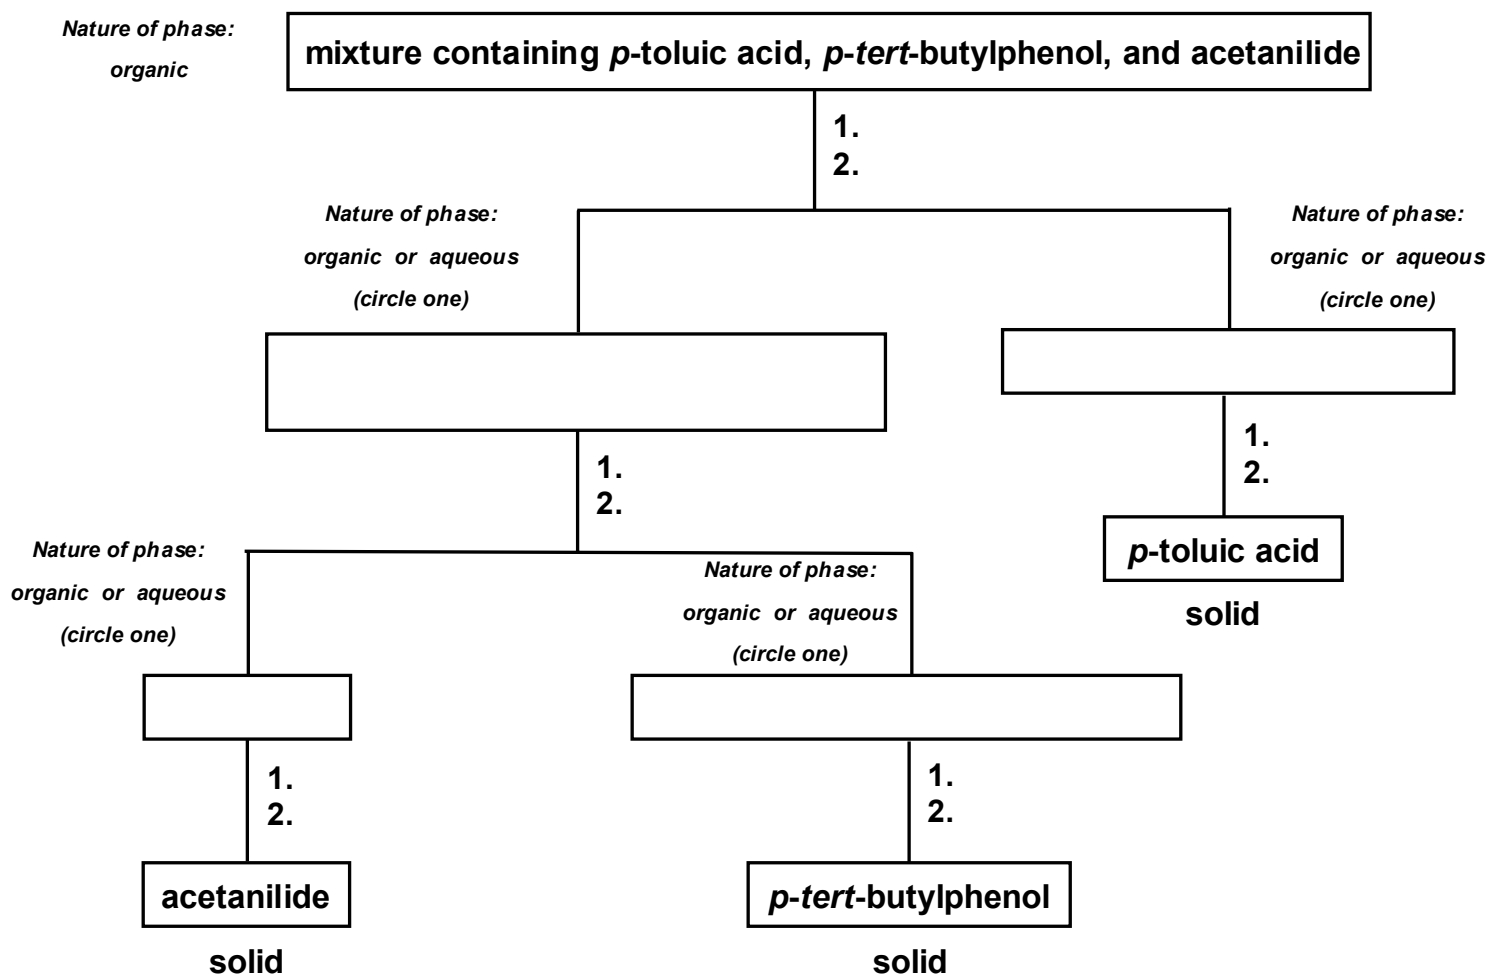 Nature of phase:
organic
mixture containing p-toluic acid, p-tert-butylphenol, and acetanilide
1.
2.
Nature of phase:
organic or aqueous
(circle one)
Nature of phase:
organic or aqueous
(circle one)
1.
2.
1.
2.
p-toluic acid
solid
Nature of phase:
organic or aqueous
(circle one)
Nature of phase:
organic or aqueous
(circle one)
1.
2.
1.
2.
acetanilide
solid
p-tert-butylphenol
solid